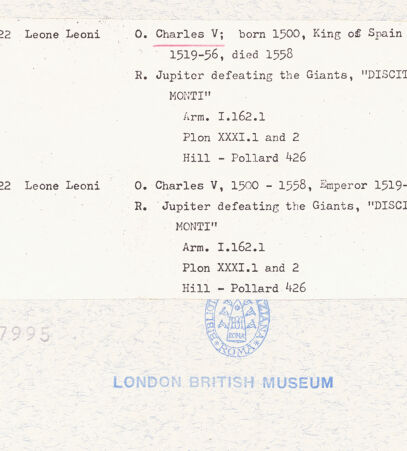 22 Leone Leoni O. Charles V; born 1500, King of Spain
1519-56, died 1558
R. Jupiter defeating the Giants, "DISCIT
MONTI"
Arm. I.162.1
Plon XXXI.1 and 2
Hill - Pollard 426
22 Leone Leoni O. Charles V, 1500 - 1558, Emperor 1519-
R. Jupiter defeating the Giants, "DISCI
MONTI"
Arm. I.162.1
Plon XXXI.1 and 2
Hill - Pollard 426
7995
ROMA
LONDON BRITISH MUSEUM